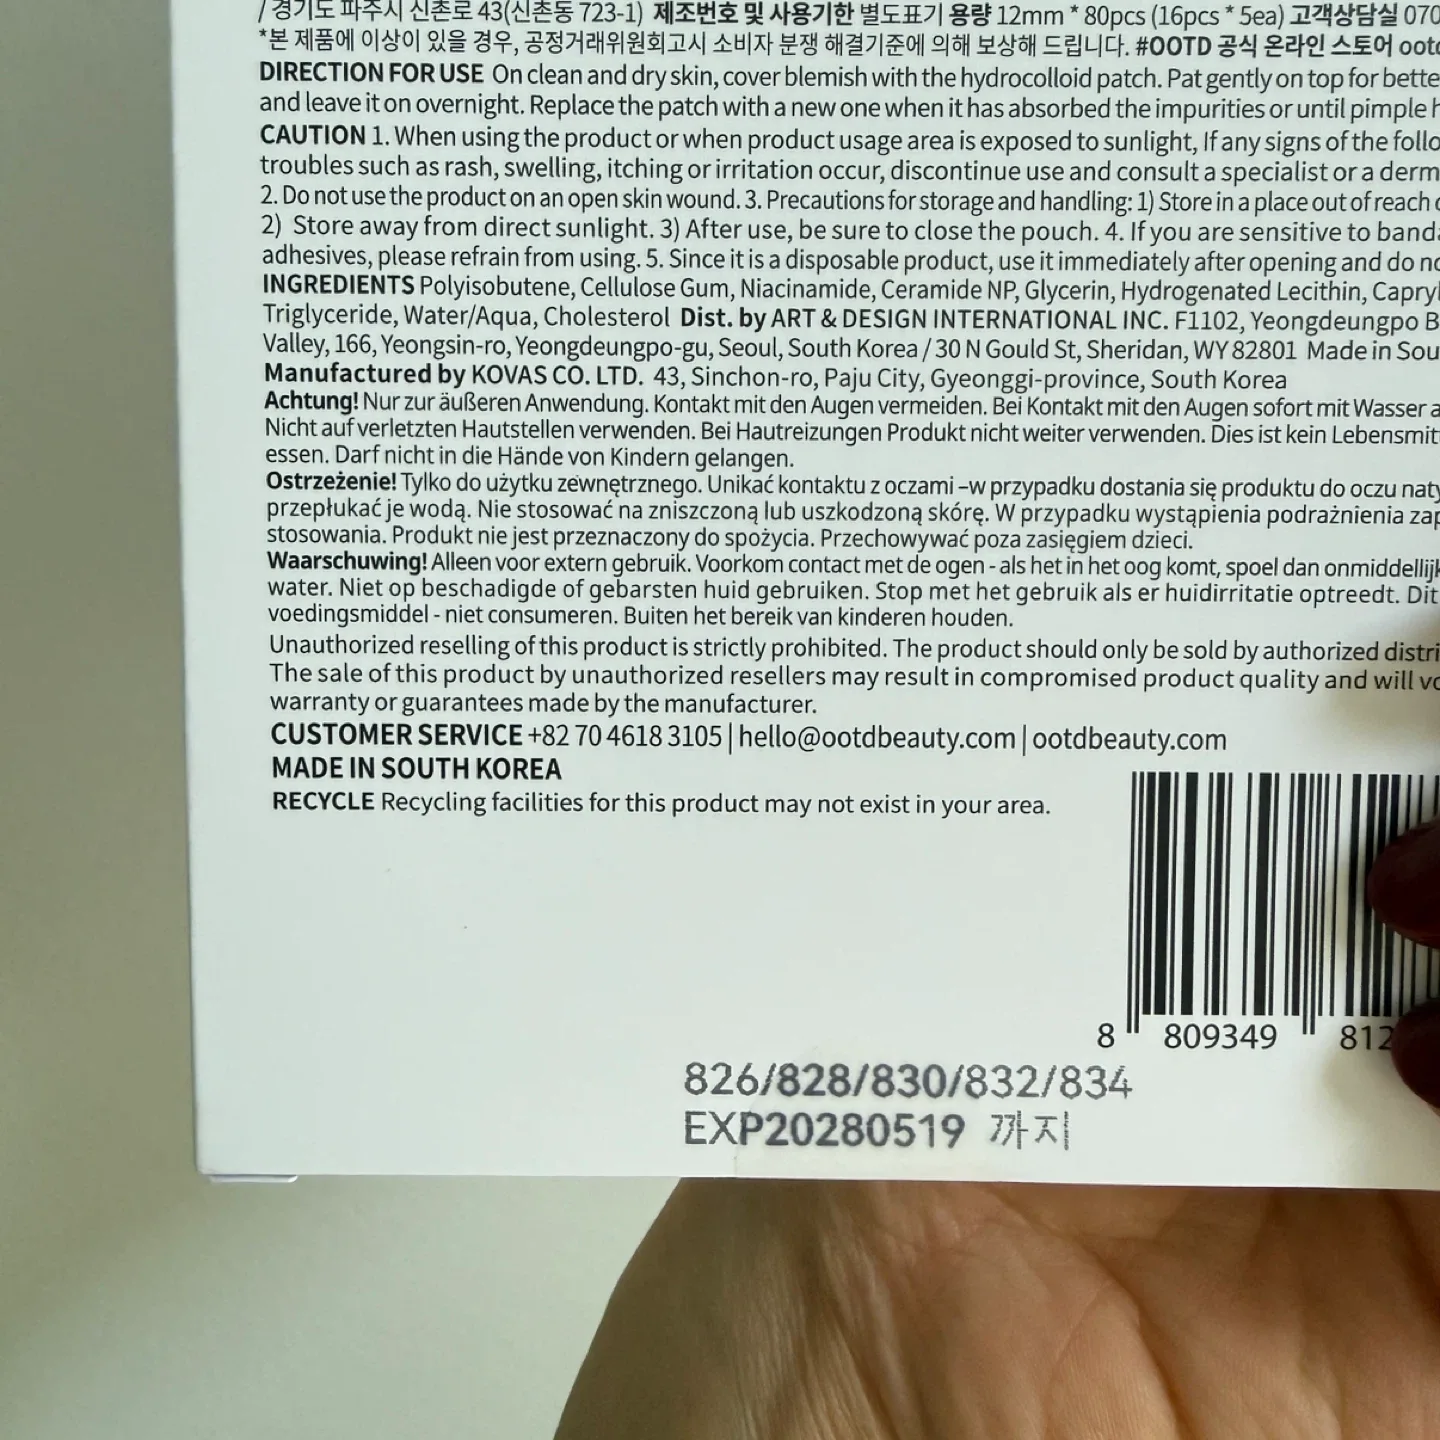 / 경기도 파주시 신촌로 43(신촌동 723-1) 제조번호 및 사용기한 별도표기 용량 12mm * 80pcs (16pcs * 5ea) 고객상담실 070
*본 제품에 이상이 있을 경우, 공정거래위원회고시 소비자 분쟁 해결기준에 의해 보상해 드립니다. #OOTD 공식 온라인 스토어
DIRECTION FOR USE On clean and dry skin, cover blemish with the hydrocolloid patch. Pat gently on top for bette
and leave it on overnight. Replace the patch with a new one when it has absorbed the impurities or until pimple
CAUTION 1. When using the product or when product usage area is exposed to sunlight, If any signs of the follo
troubles such as rash, swelling, itching or irritation occur, discontinue use and consult a specialist or a derm
2. Do not use the product on an open skin wound. 3. Precautions for storage and handling: 1) Store in a place out of reach
2) Store away from direct sunlight. 3) After use, be sure to close the pouch. 4. If you are sensitive to band
adhesives, please refrain from using. 5. Since it is a disposable product, use it immediately after opening and do
INGREDIENTS Polyisobutene, Cellulose Gum, Niacinamide, Ceramide NP, Glycerin, Hydrogenated Lecithin, Capryl
Triglyceride, Water/Aqua, Cholesterol Dist. by ART & DESIGN INTERNATIONAL INC. F1102, Yeongdeungpo B
Valley, 166, Yeongsin-ro, Yeongdeungpo-gu, Seoul, South Korea / 30 N Gould St, Sheridan, WY 82801 Made in Sou
Manufactured by KOVAS CO. LTD. 43, Sinchon-ro, Paju City, Gyeonggi-province, South Korea
Achtung! Nur zur äußeren Anwendung. Kontakt mit den Augen vermeiden. Bei Kontakt mit den Augen sofort mit Wasser a
Nicht auf verletzten Hautstellen verwenden. Bei Hautreizungen Produkt nicht weiter verwenden. Dies ist kein Lebensmit
essen. Darf nicht in die Hände von Kindern gelangen.
Ostrzeżenie! Tylko do użytku zewnętrznego. Unikać kontaktu z oczami –w przypadku dostania się produktu do oczu naty
przepłukać je wodą. Nie stosować na zniszczoną lub uszkodzoną skórę. W przypadku wystąpienia podrażnienia zap
stosowania. Produkt nie jest przeznaczony do spożycia. Przechowywać poza zasięgiem dzieci.
Waarschuwing! Alleen voor extern gebruik. Voorkom contact met de ogen - als het in het oog komt, spoel dan onmiddellijk
water. Niet op beschadigde of gebarsten huid gebruiken. Stop met het gebruik als er huidirritatie optreedt. Dit
voedingsmiddel - niet consumeren. Buiten het bereik van kinderen houden.
Unauthorized reselling of this product is strictly prohibited. The product should only be sold by authorized distri
The sale of this product by unauthorized resellers may result in compromised product quality and will vo
warranty or guarantees made by the manufacturer.
CUSTOMER SERVICE +82 70 4618 3105 | hello@ootdbeauty.com | ootdbeauty.com
MADE IN SOUTH KOREA
RECYCLE Recycling facilities for this product may not exist in your area.
8 809349 812
826/828/830/832/834
EXP20280519 까지